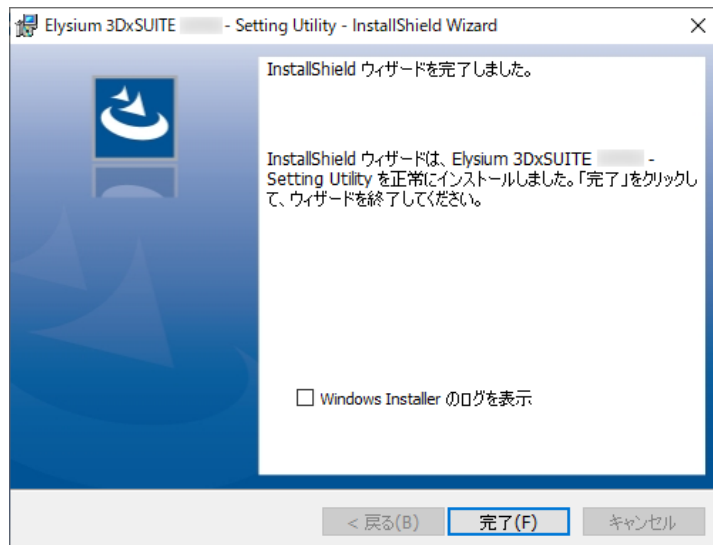 Elysium 3DxSUITE - Setting Utility - InstallShield Wizard
InstallShield ウィザードを完了しました。
InstallShield ウィザードは、Elysium 3DxSUITE -
Setting Utility を正常にインストールしました。「完了」をクリックし
て、ウィザードを終了してください。
Windows Installer のログを表示
< 戻る(B)
完了(F)
キャンセル